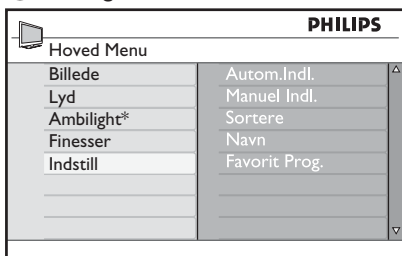 PHILIPS
Hoved Menu
Billede
Lyd
Ambilight*
Finesser
Indstill
Autom.Indl.
Manuel Indl.
Sortere
Navn
Favorit Prog.